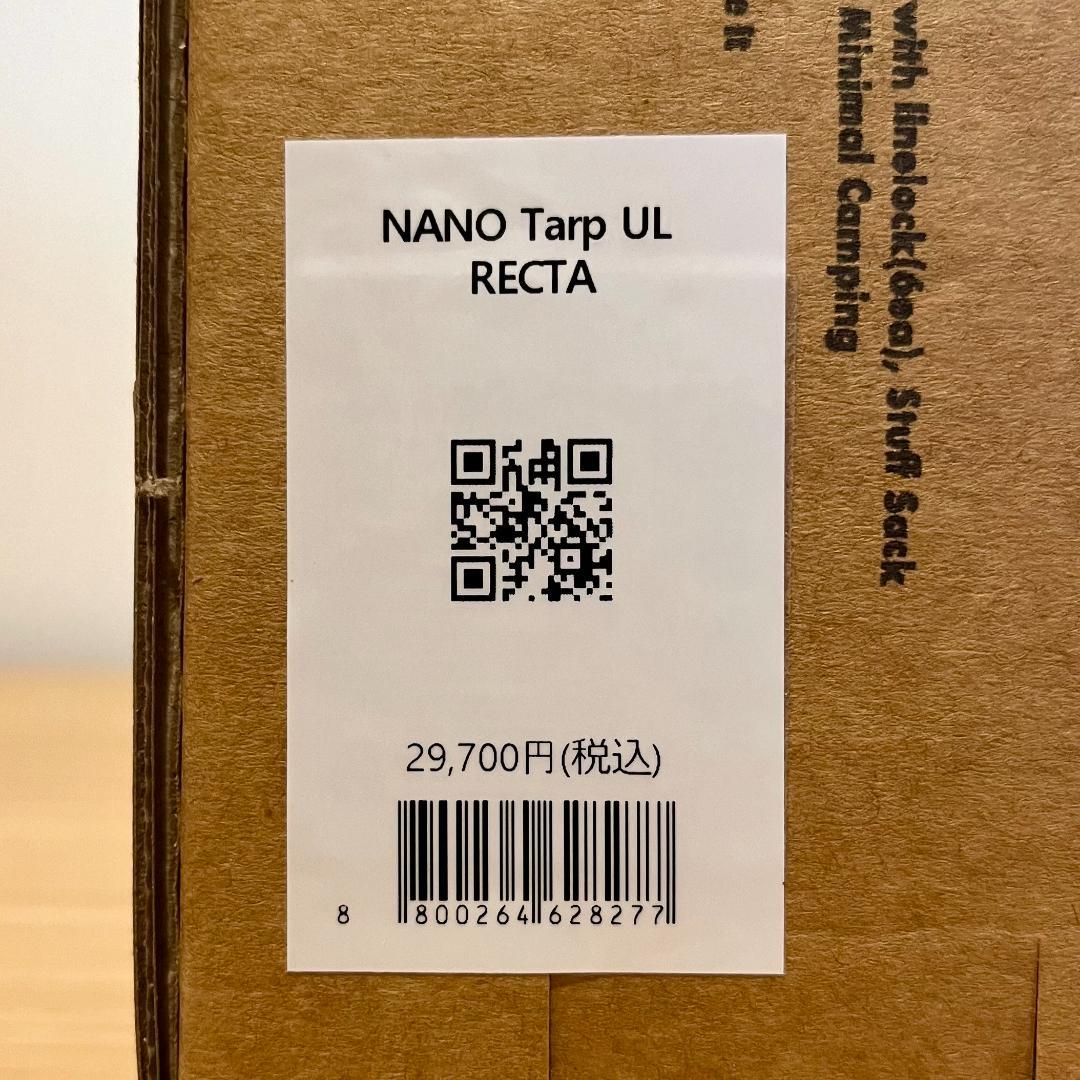 NANO Tarp UL
RECTA
29,700円(税込)
8 800264 628277
with linelock(6ea), Stuff Sack
Minimal Camping
e it